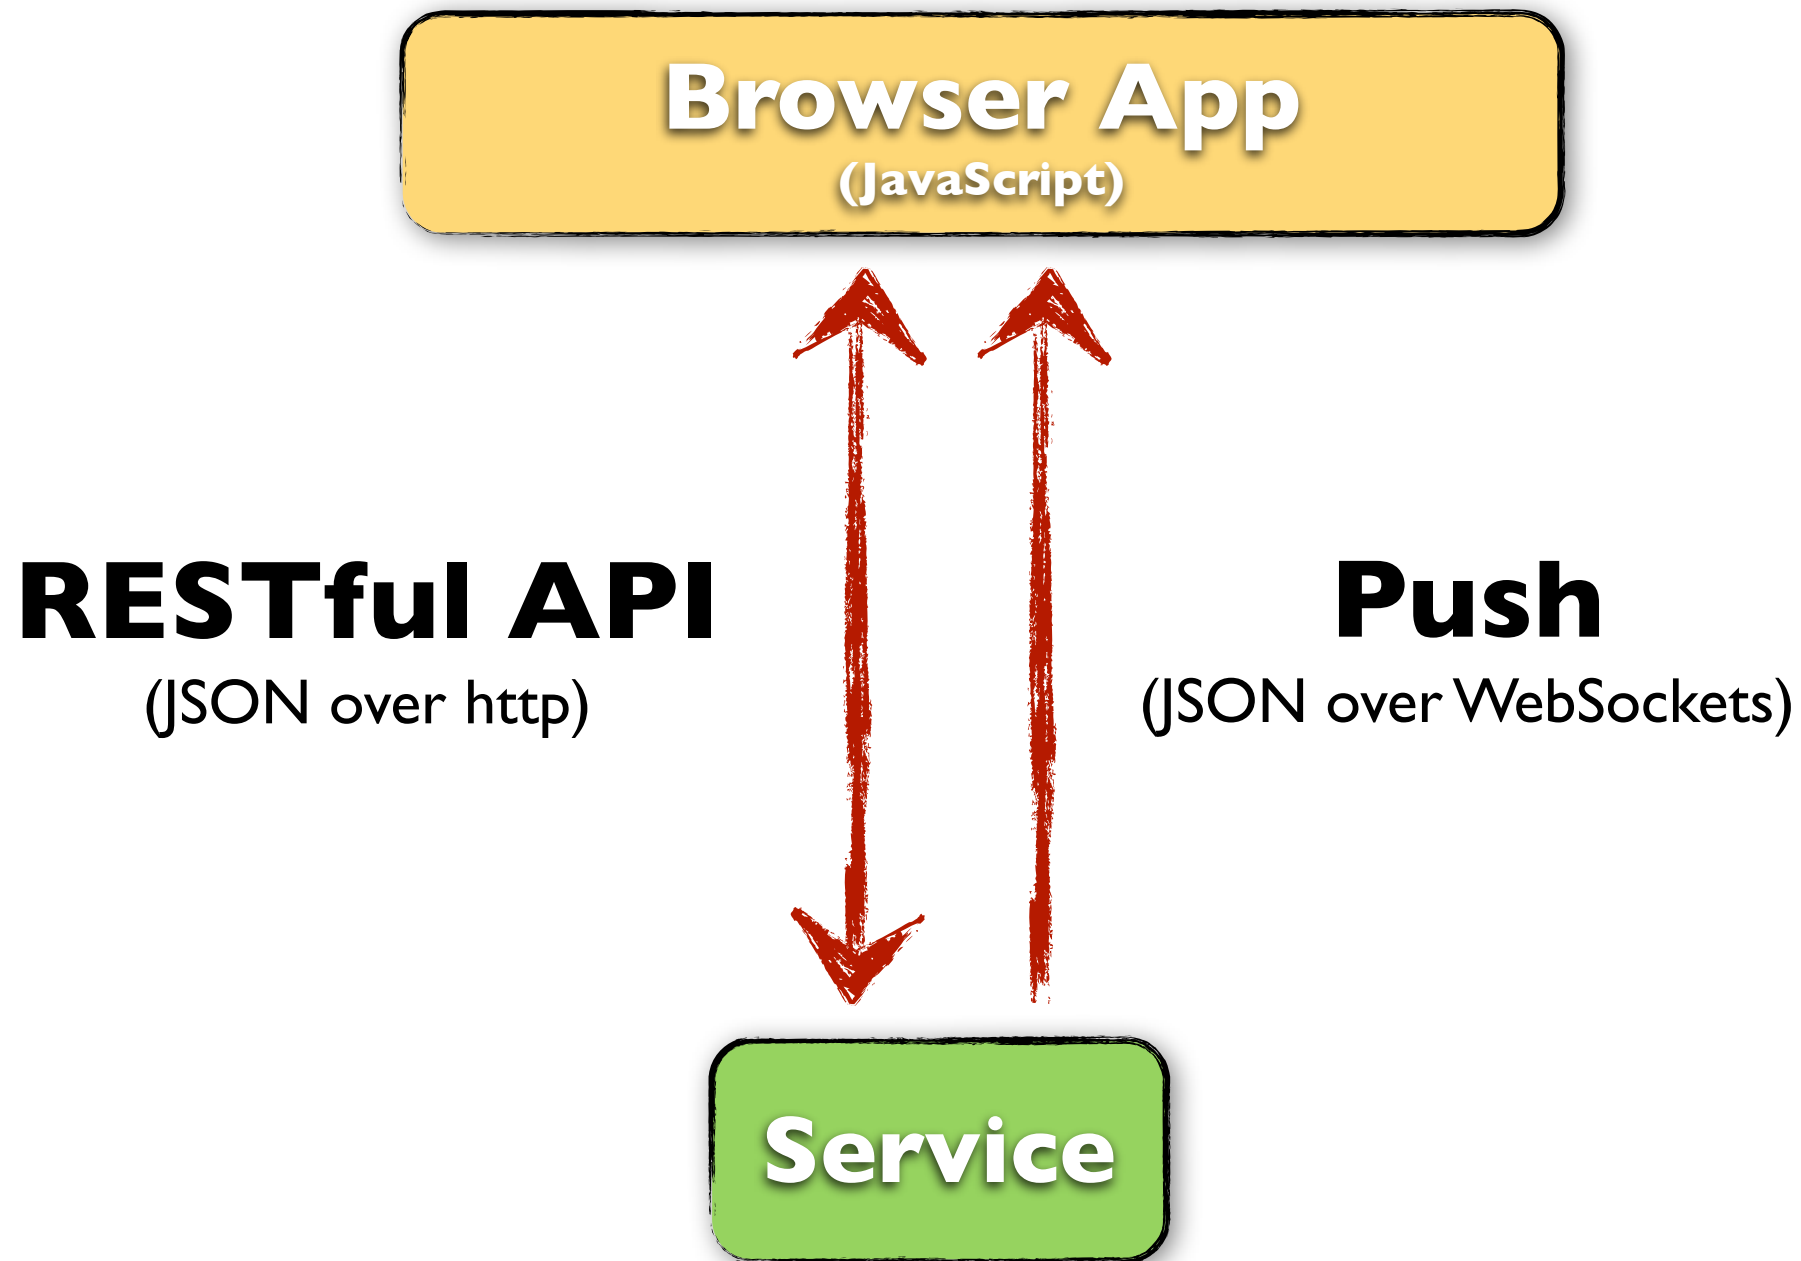 Browser App
(JavaScript)
RESTful API
(JSON over http)
Push
(JSON over WebSockets)
Service